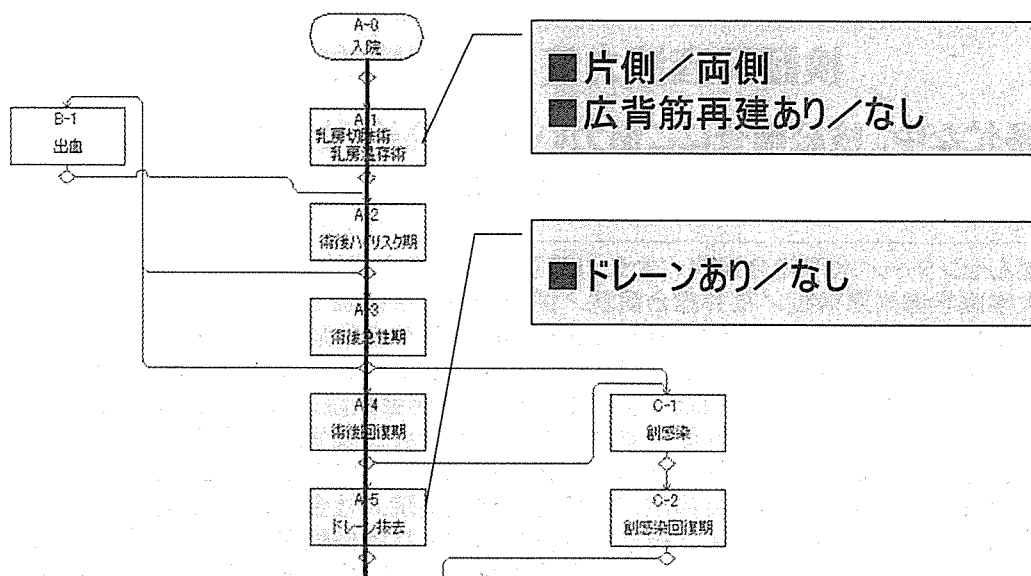 A-0
入院
■片側／両側
■広背筋再建あり／なし
B-1
出血
A-1
乳房切除術
乳房温存術
A-2
術後ハイリスク期
■ドレーンあり／なし
A-3
術後急性期
A-4
術後回復期
C-1
創感染
A-5
ドレーン抜去
C-2
創感染回復期